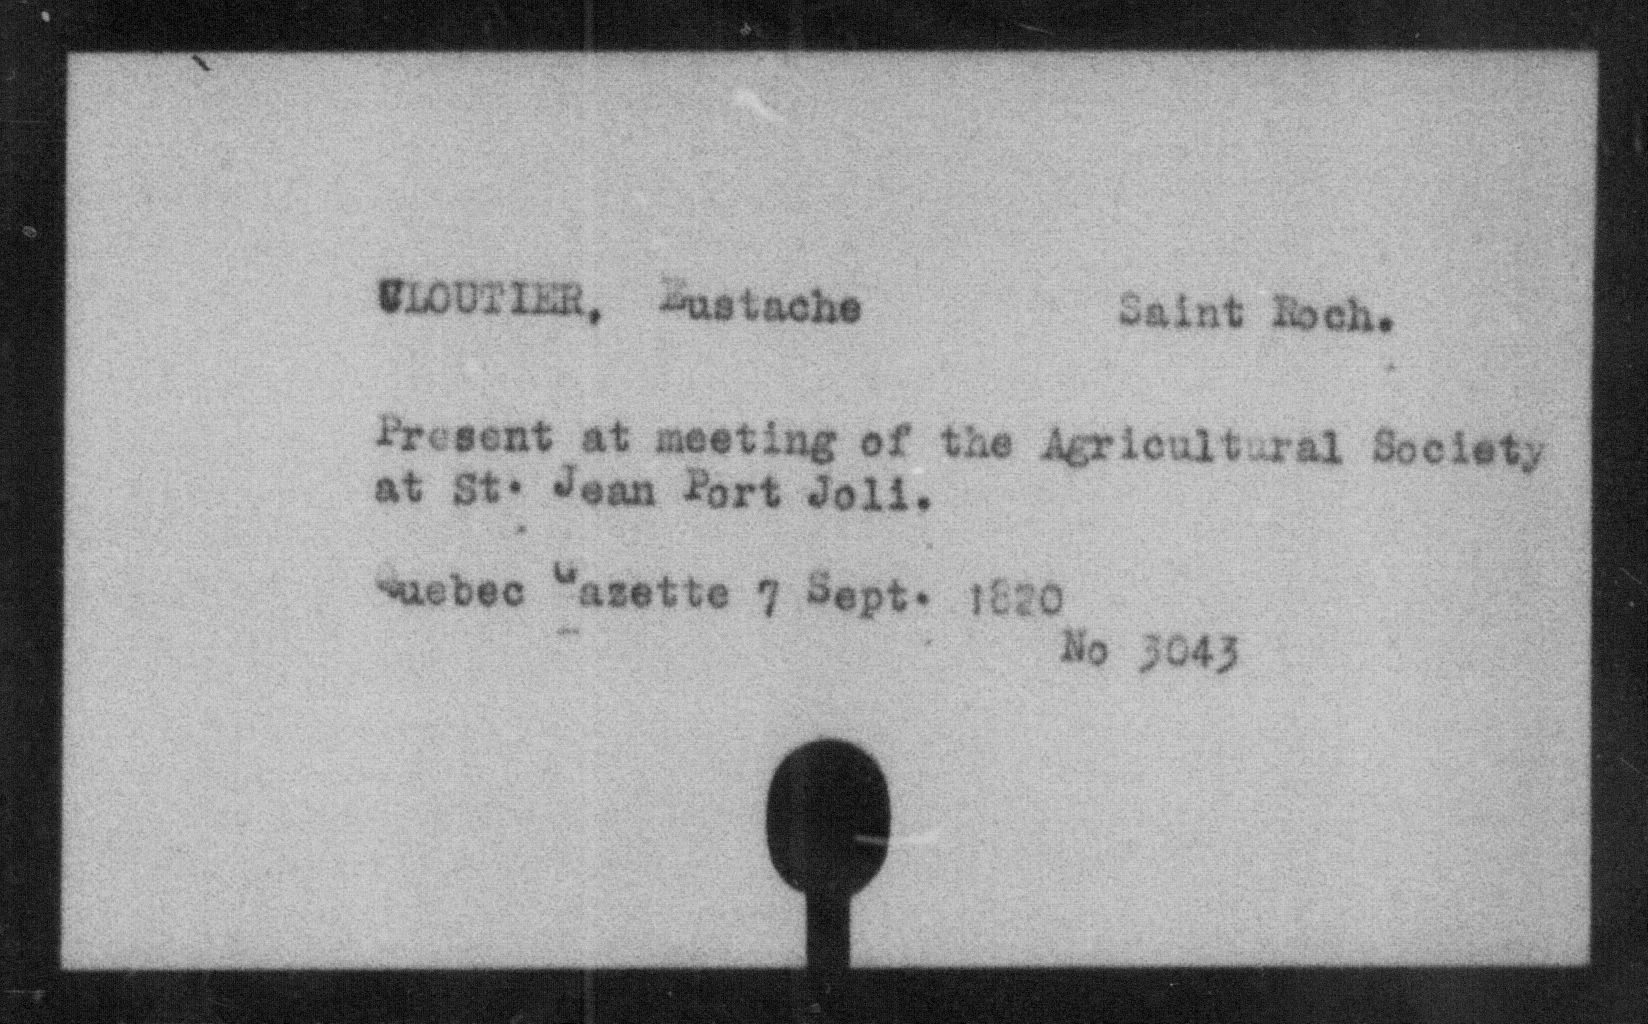 CLOUTIER, Eustache Saint Roch.
Present at meeting of the Agricultural Society
at St. Jean Port Joli.
Quebec Gazette 7 Sept. 1820
No 3043